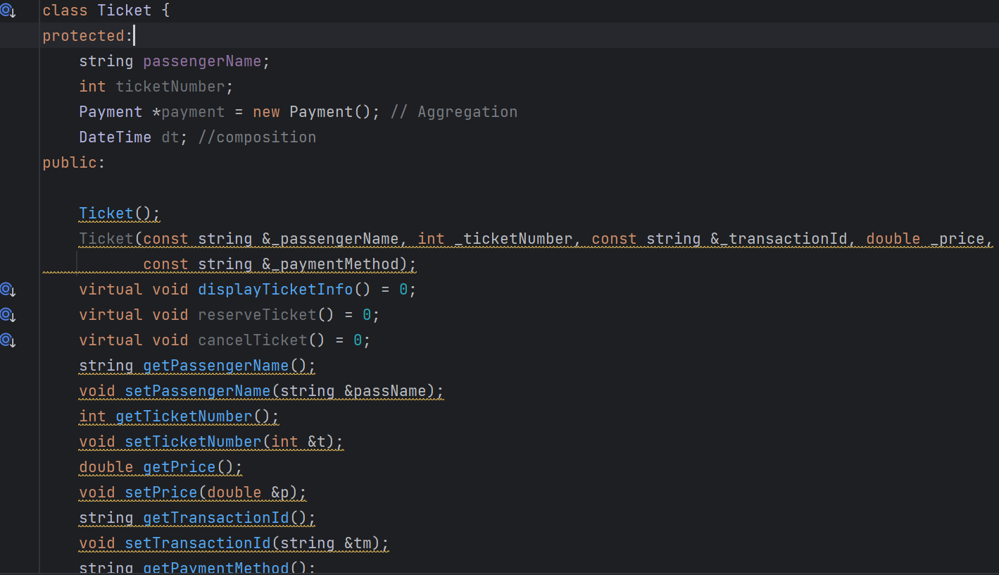 class Ticket {
protected:
    string passengerName;
    int ticketNumber;
    Payment *payment = new Payment(); // Aggregation
    DateTime dt; //composition
public:

    Ticket();
    Ticket(const string &_passengerName, int _ticketNumber, const string &_transactionId, double _price,
           const string &_paymentMethod);
    virtual void displayTicketInfo() = 0;
    virtual void reserveTicket() = 0;
    virtual void cancelTicket() = 0;
    string getPassengerName();
    void setPassengerName(string &passName);
    int getTicketNumber();
    void setTicketNumber(int &t);
    double getPrice();
    void setPrice(double &p);
    string getTransactionId();
    void setTransactionId(string &tm);
    string getPaymentMethod();